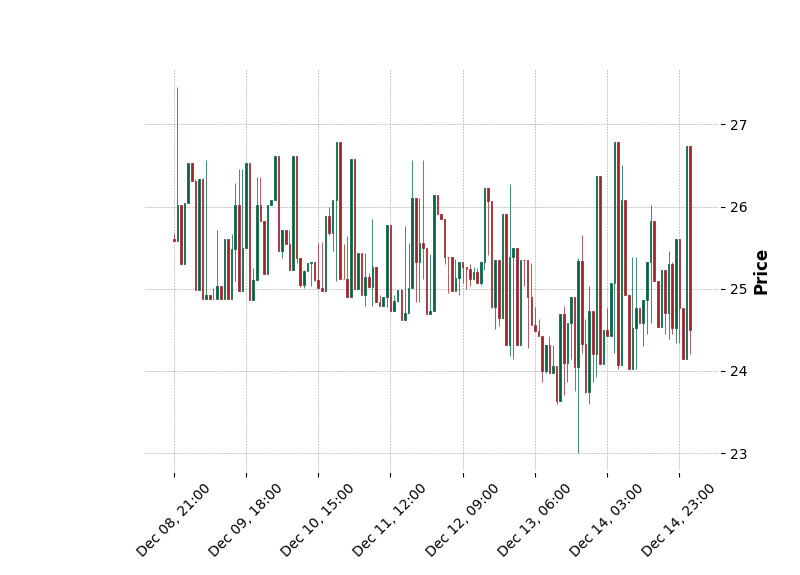 27
26
25
24
23
Price
Dec 08, 21:00
Dec 09, 18:00
Dec 10, 15:00
Dec 11, 12:00
Dec 12, 09:00
Dec 13, 06:00
Dec 14, 03:00
Dec 14, 23:00